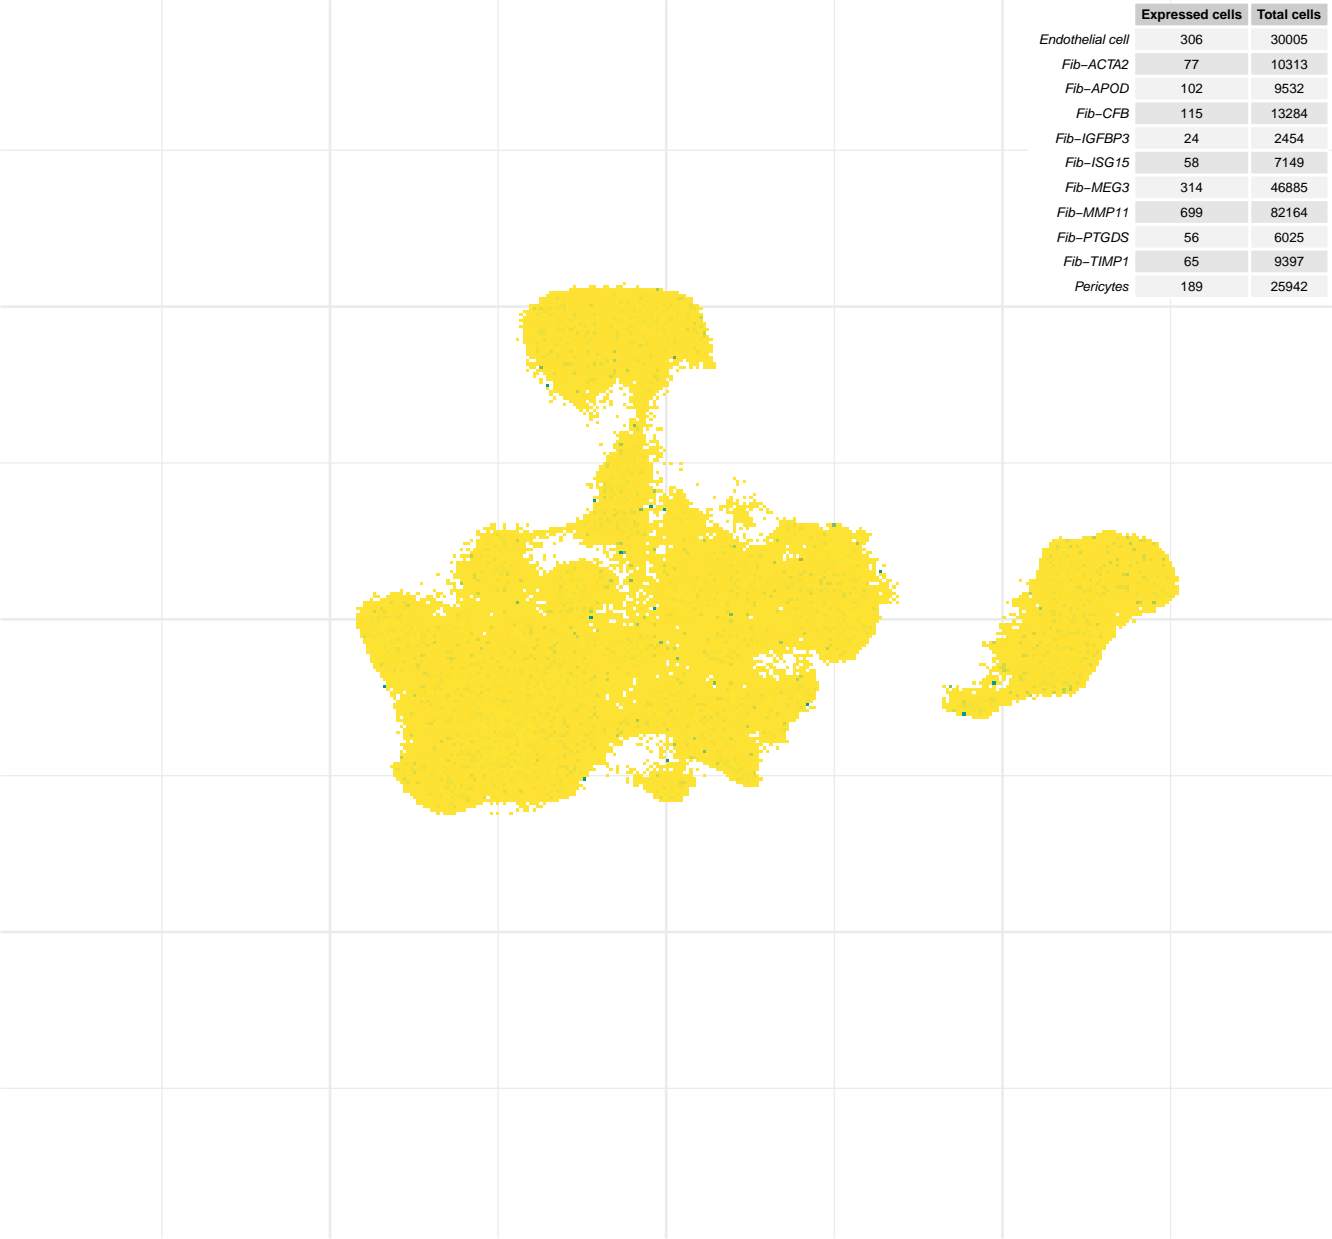 Expressed cells Total cells
Endothelial cell 306 30005
Fib−ACTA2 77 10313
Fib−APOD 102 9532
Fib−CFB 115 13284
Fib−IGFBP3 24 2454
Fib−ISG15 58 7149
Fib−MEG3 314 46885
Fib−MMP11 699 82164
Fib−PTGDS 56 6025
Fib−TIMP1 65 9397
Pericytes 189 25942